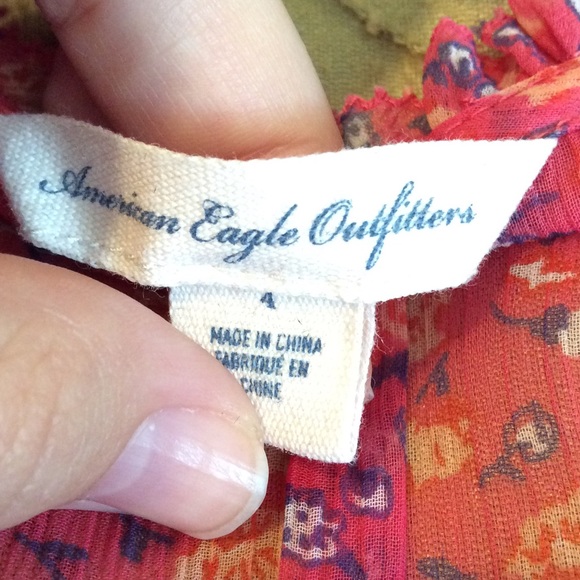 American Eagle Outfitters
4
MADE IN CHINA
FABRIQUÉ EN
CHINE